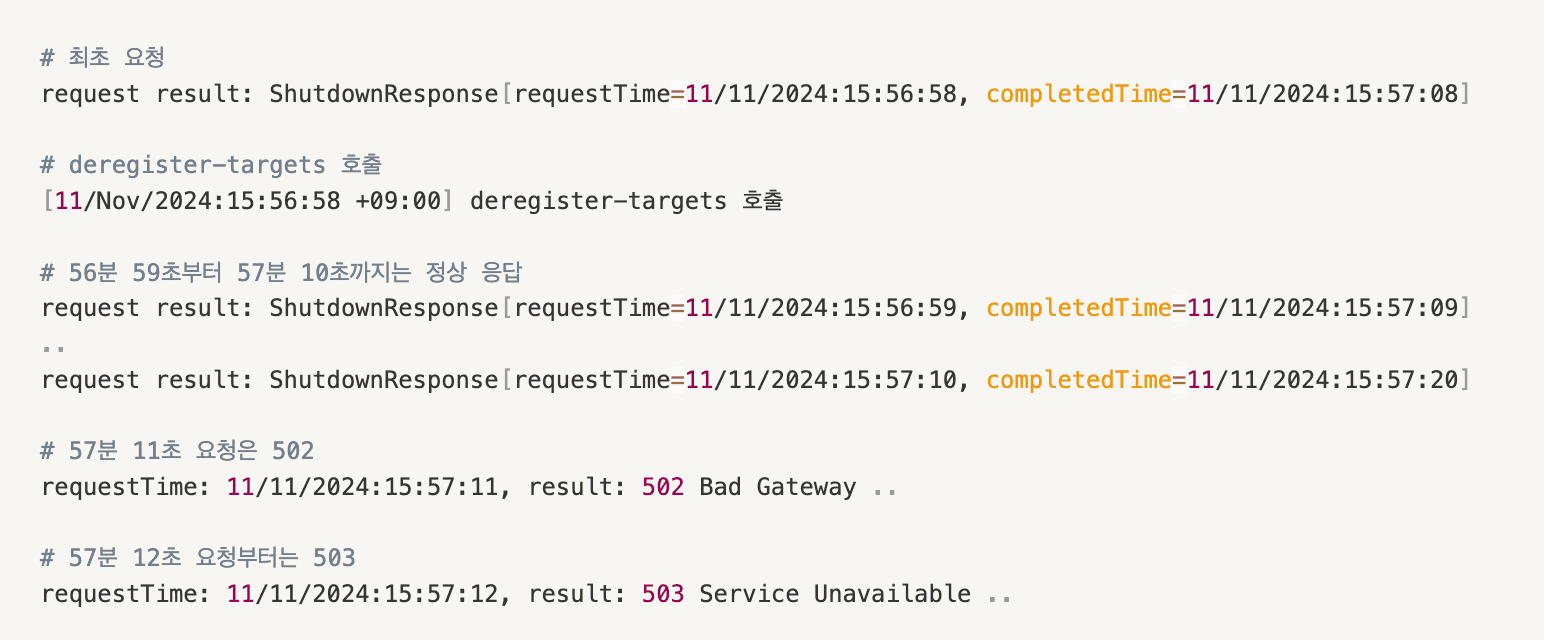 # 최초 요청
request result: ShutdownResponse[requestTime=11/11/2024:15:56:58, completedTime=11/11/2024:15:57:08]
# deregister-targets 호출
[11/Nov/2024:15:56:58 +09:00] deregister-targets 호출
# 56분 59초부터 57분 10초까지는 정상 응답
request result: ShutdownResponse[requestTime=11/11/2024:15:56:59, completedTime=11/11/2024:15:57:09]
..
request result: ShutdownResponse[requestTime=11/11/2024:15:57:10, completedTime=11/11/2024:15:57:20]
# 57분 11초 요청은 502
requestTime: 11/11/2024:15:57:11, result: 502 Bad Gateway ..
# 57분 12초 요청부터는 503
requestTime: 11/11/2024:15:57:12, result: 503 Service Unavailable ..